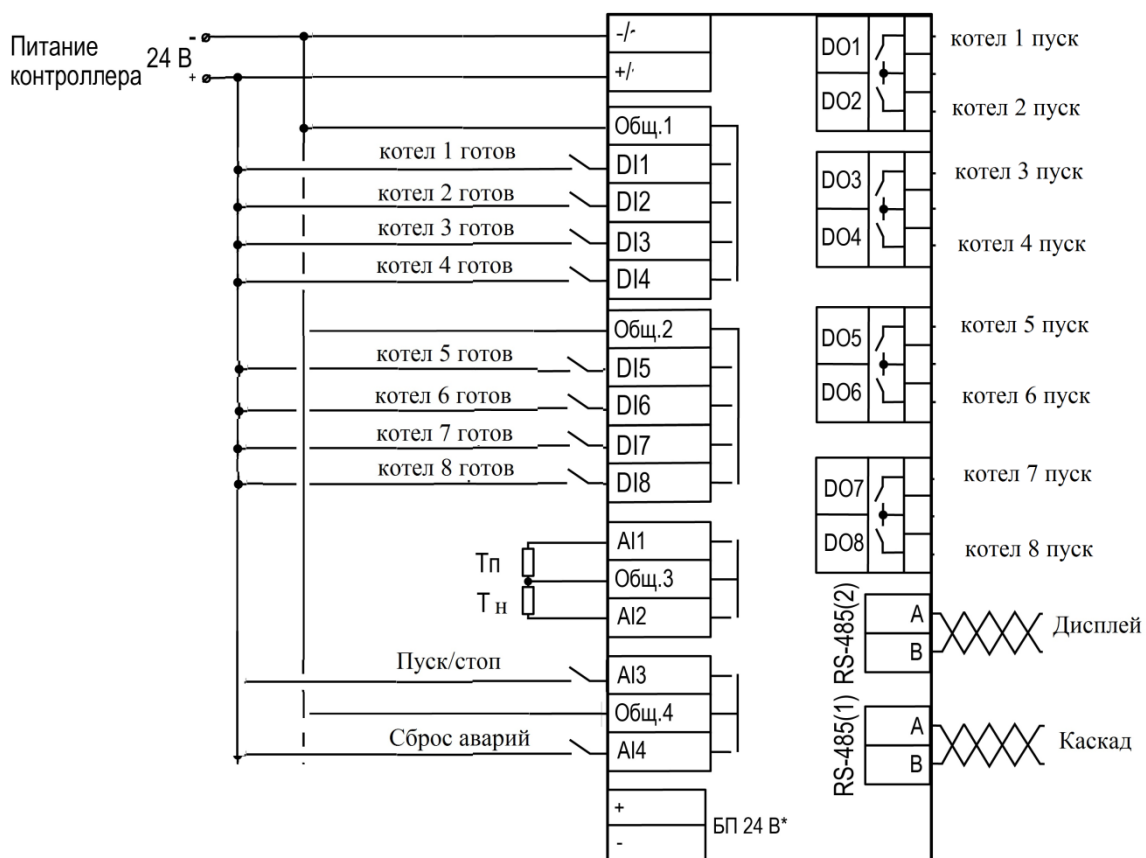 Питание
контроллера
24 В
-
+
-/-
+/-
Общ.1
котел 1 готов
DI1
котел 2 готов
DI2
котел 3 готов
DI3
котел 4 готов
DI4
Общ.2
котел 5 готов
DI5
котел 6 готов
DI6
котел 7 готов
DI7
котел 8 готов
DI8
AI1
Тп
Общ.3
Т н
AI2
Пуск/стоп
AI3
Общ.4
Сброс аварий
AI4
+
-
БП 24 В*
DO1
котел 1 пуск
DO2
котел 2 пуск
DO3
котел 3 пуск
DO4
котел 4 пуск
DO5
котел 5 пуск
DO6
котел 6 пуск
DO7
котел 7 пуск
DO8
котел 8 пуск
RS-485(2)
A
B
Дисплей
RS-485(1)
A
B
Каскад